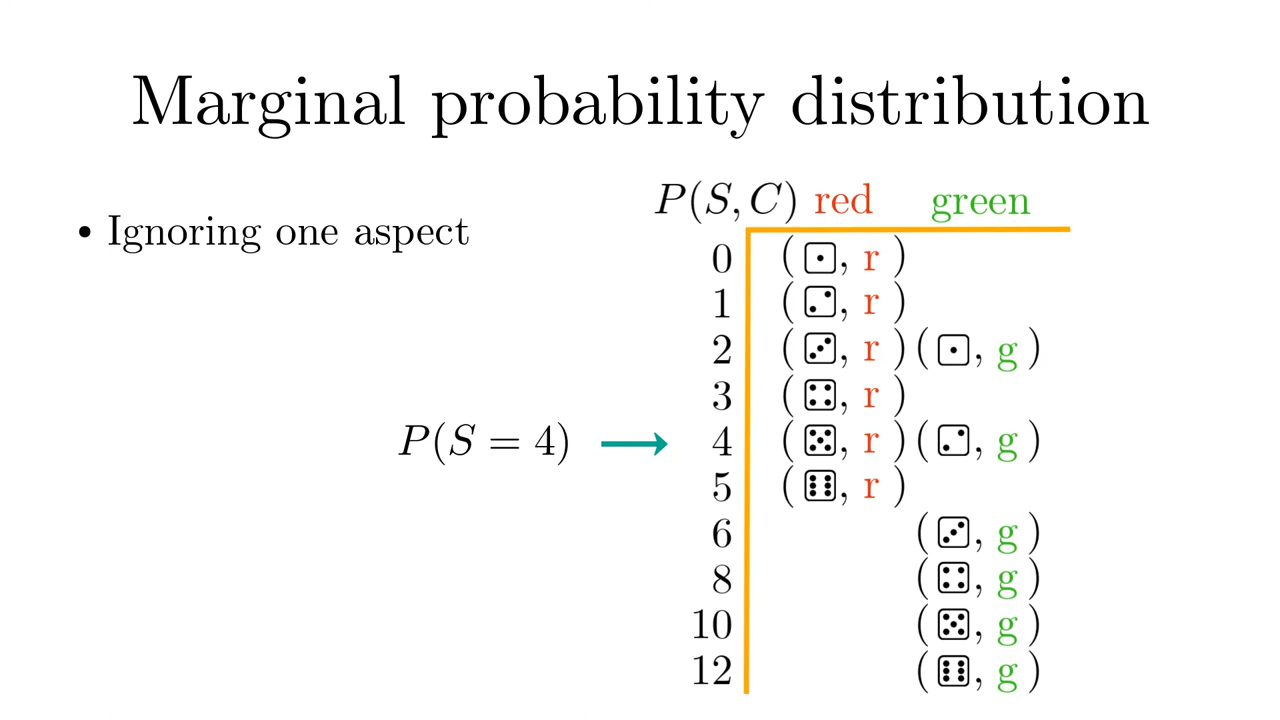 Marginal probability distribution
• Ignoring one aspect
P(S, C) red green
0 (⚀, r )
1 (⚁, r )
2 (⚂, r ) (⚀, g )
3 (⚃, r )
P(S = 4) → 4 (⚄, r ) (⚁, g )
5 (⚅, r )
6 (⚂, g )
8 (⚃, g )
10 (⚄, g )
12 (⚅, g )